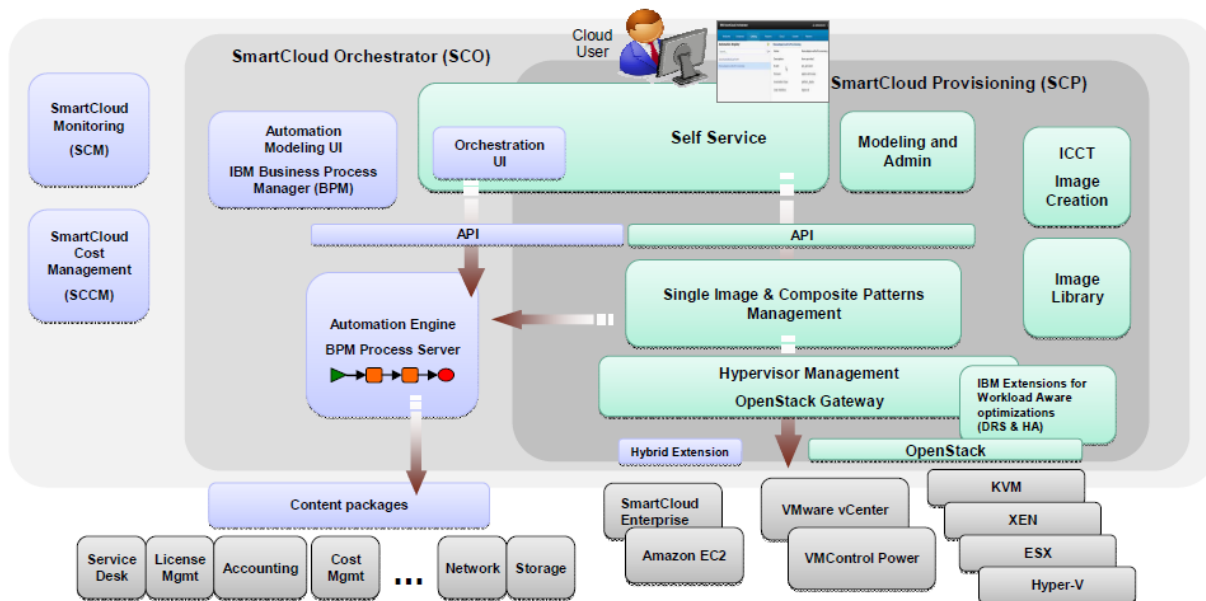 Cloud
User
SmartCloud Orchestrator (SCO)
SmartCloud Provisioning (SCP)
SmartCloud
Monitoring
(SCM)
SmartCloud
Cost
Management
(SCCM)
Automation
Modeling UI
IBM Business Process
Manager (BPM)
Orchestration
UI
Self Service
Modeling and
Admin
ICCT
Image
Creation
Image
Library
API
API
Automation Engine
BPM Process Server
Single Image & Composite Patterns
Management
Hypervisor Management
OpenStack Gateway
IBM Extensions for
Workload Aware
optimizations
(DRS & HA)
Hybrid Extension
OpenStack
Content packages
Service
Desk
License
Mgmt
Accounting
Cost
Mgmt
...
Network
Storage
SmartCloud
Enterprise
Amazon EC2
VMware vCenter
VMControl Power
KVM
XEN
ESX
Hyper-V